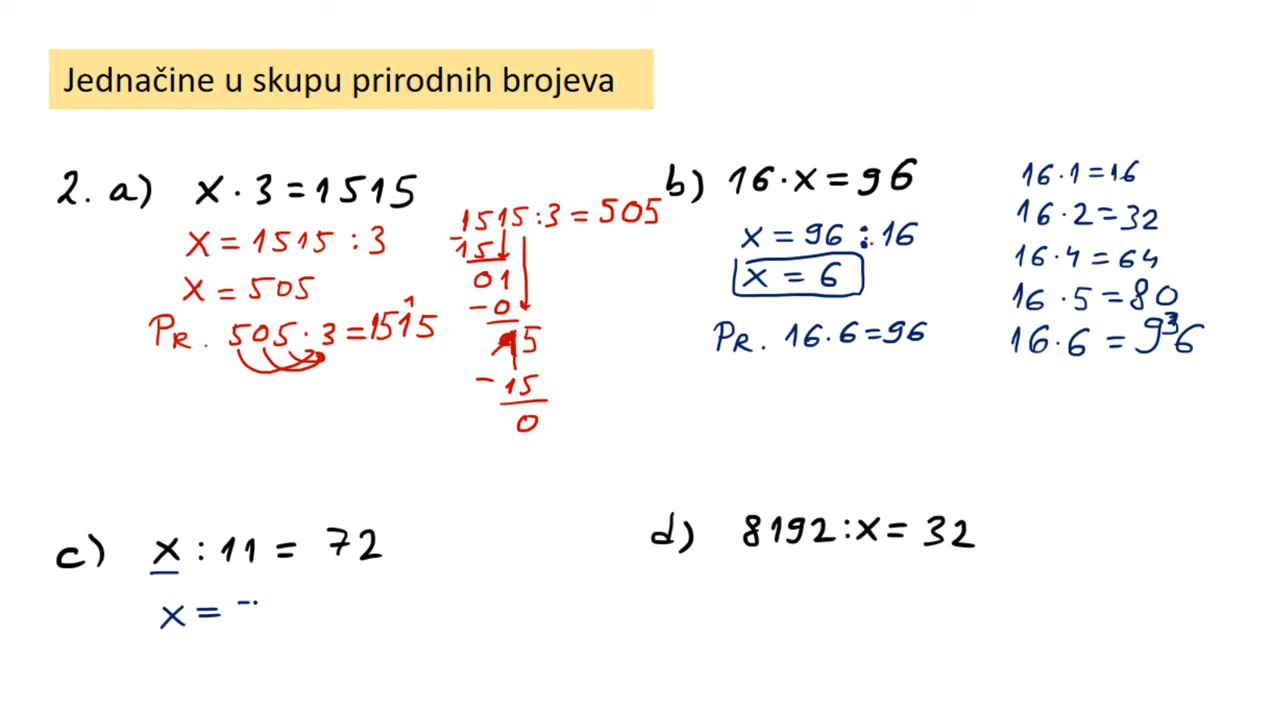 Jednačine u skupu prirodnih brojeva
2. a) x · 3 = 1515
x = 1515 : 3
x = 505
Pr. 505 · 3 = 1515
1
1515 : 3 = 505
-15
01
-0
15
-15
0
b) 16 · x = 96
x = 96 : 16
x = 6
Pr. 16 · 6 = 96
16 · 1 = 16
16 · 2 = 32
16 · 4 = 64
16 · 5 = 80
16 · 6 = 96
3
c) x : 11 = 72
x =
d) 8192 : x = 32